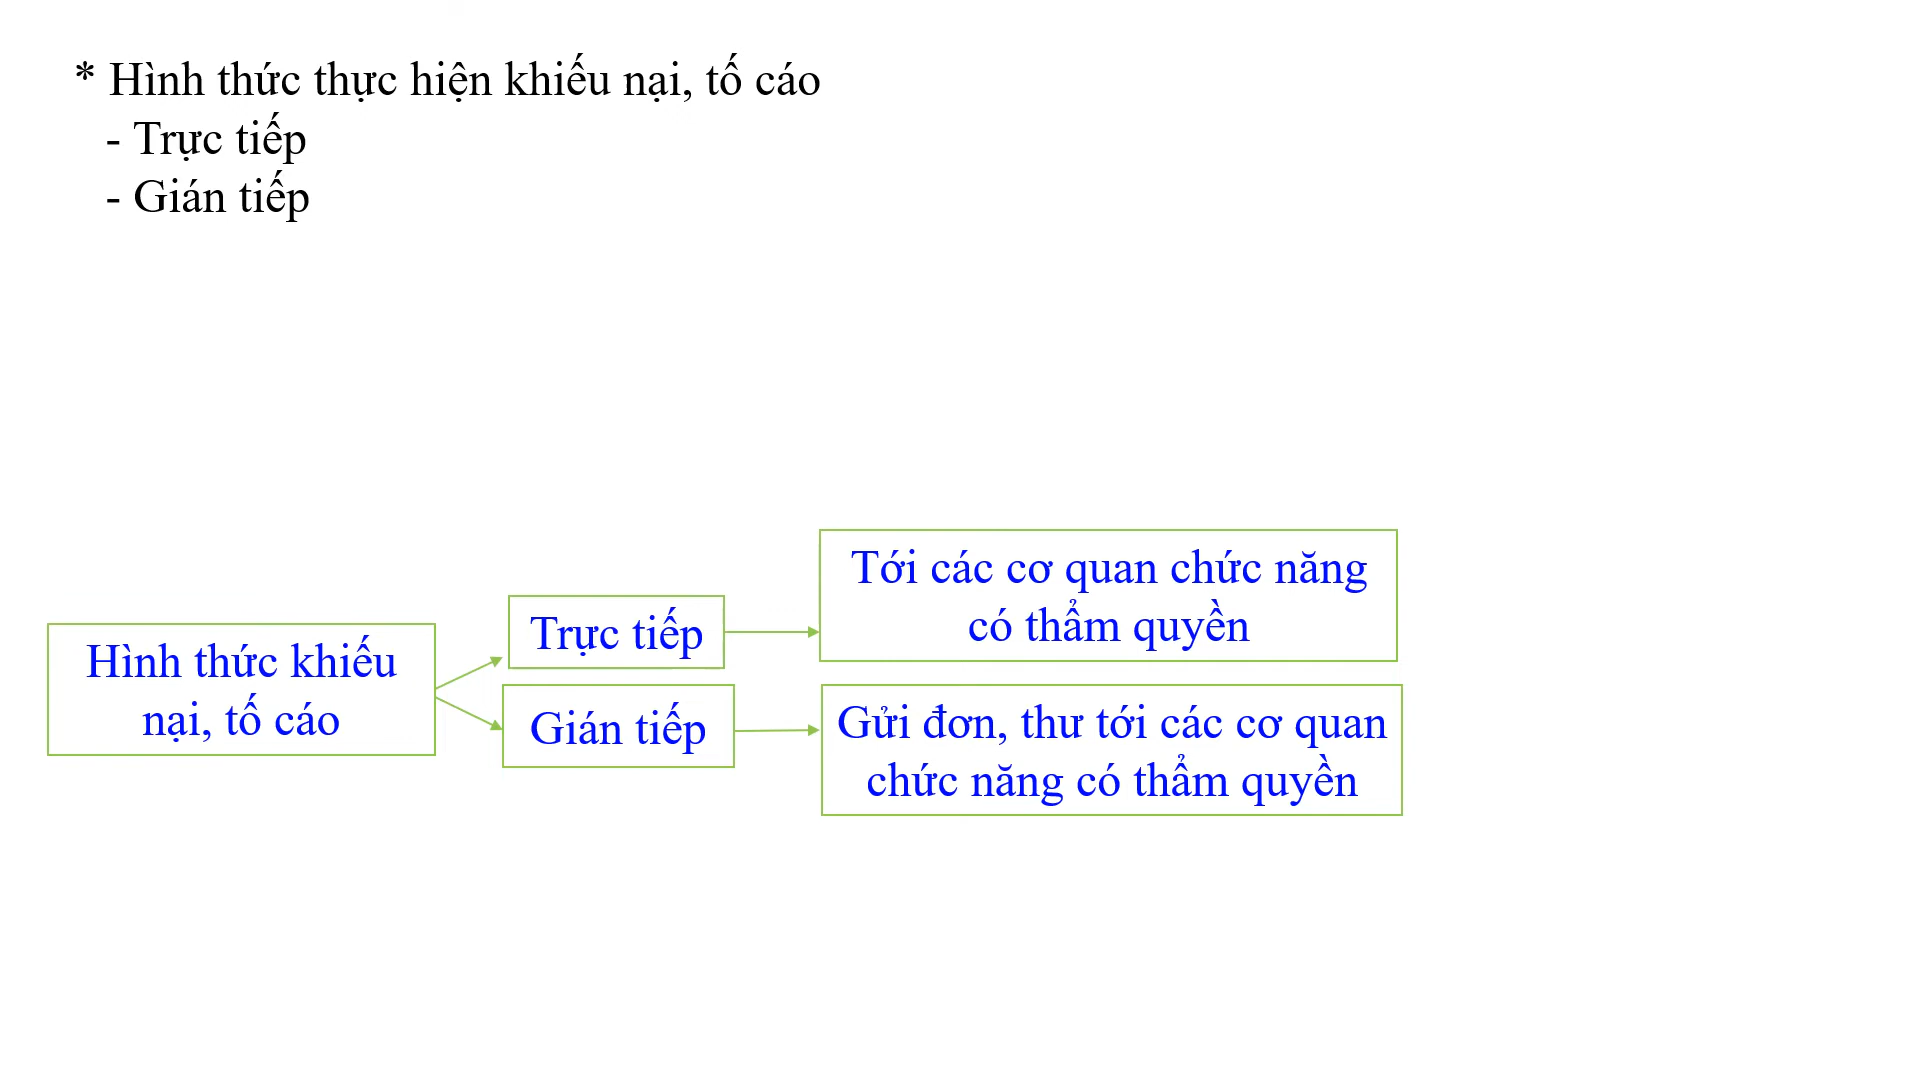 * Hình thức thực hiện khiếu nại, tố cáo
- Trực tiếp
- Gián tiếp
Hình thức khiếu
nại, tố cáo
Trực tiếp
Tới các cơ quan chức năng
có thẩm quyền
Gián tiếp
Gửi đơn, thư tới các cơ quan
chức năng có thẩm quyền